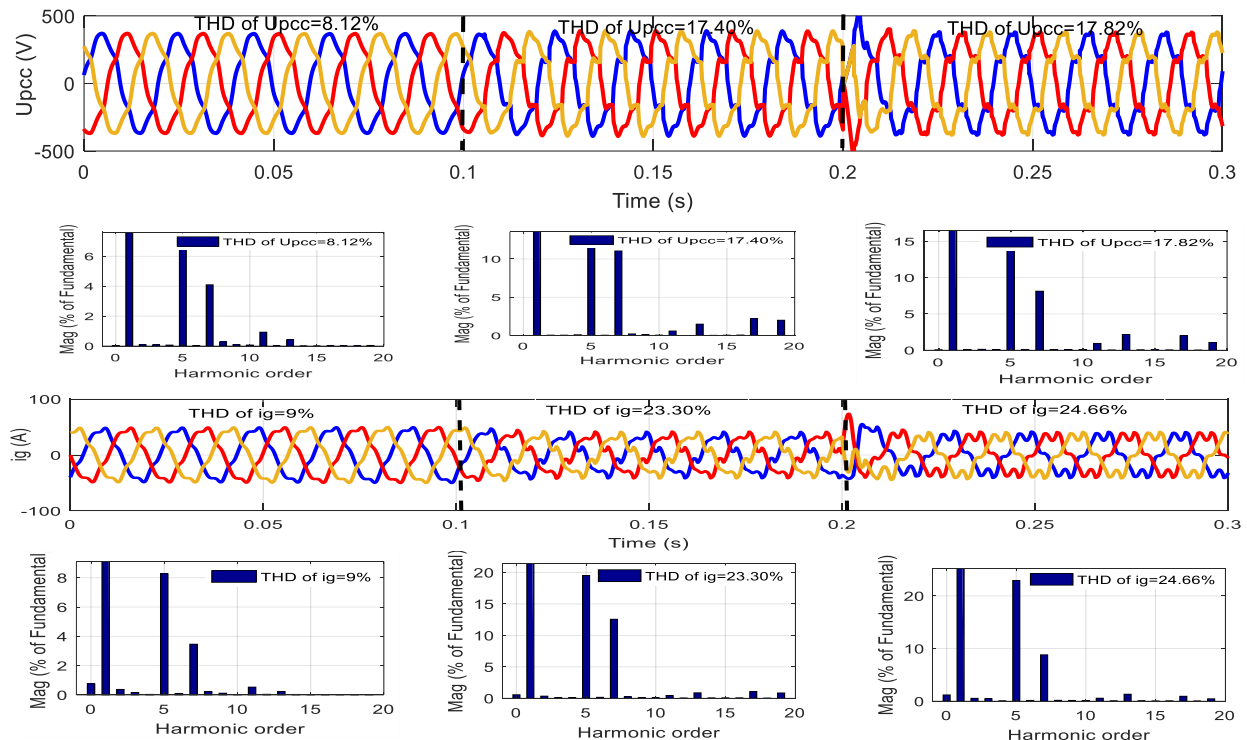 THD of Upcc=8.12%
THD of Upcc=17.40%
THD of Upcc=17.82%
Upcc (V)
500
0
-500
0
0.05
0.1
0.15
0.2
0.25
0.3
Time (s)
Mag (% of Fundamental)
6
4
2
0
THD of Upcc=8.12%
0
5
10
15
20
Harmonic order
Mag (% of Fundamental)
10
5
0
THD of Upcc=17.40%
0
5
10
15
20
Harmonic order
Mag (% of Fundamental)
15
10
5
0
THD of Upcc=17.82%
0
5
10
15
20
Harmonic order
THD of ig=9%
THD of ig=23.30%
THD of ig=24.66%
ig (A)
100
0
-100
0
0.05
0.1
0.15
0.2
0.25
0.3
Time (s)
Mag (% of Fundamental
8
6
4
2
0
THD of ig=9%
0
5
10
15
20
Harmonic order
Mag (% of Fundamental)
20
15
10
5
0
THD of ig=23.30%
0
5
10
15
20
Harmonic order
Mag (% of Fundamental)
20
10
0
THD of ig=24.66%
0
5
10
15
20
Harmonic order